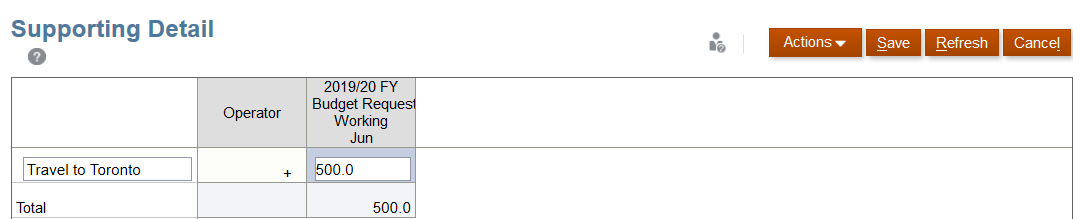 Supporting Detail
?
Actions Save Refresh Cancel
Operator
2019/20 FY
Budget Request
Working
Jun
Travel to Toronto + 500.0
Total 500.0